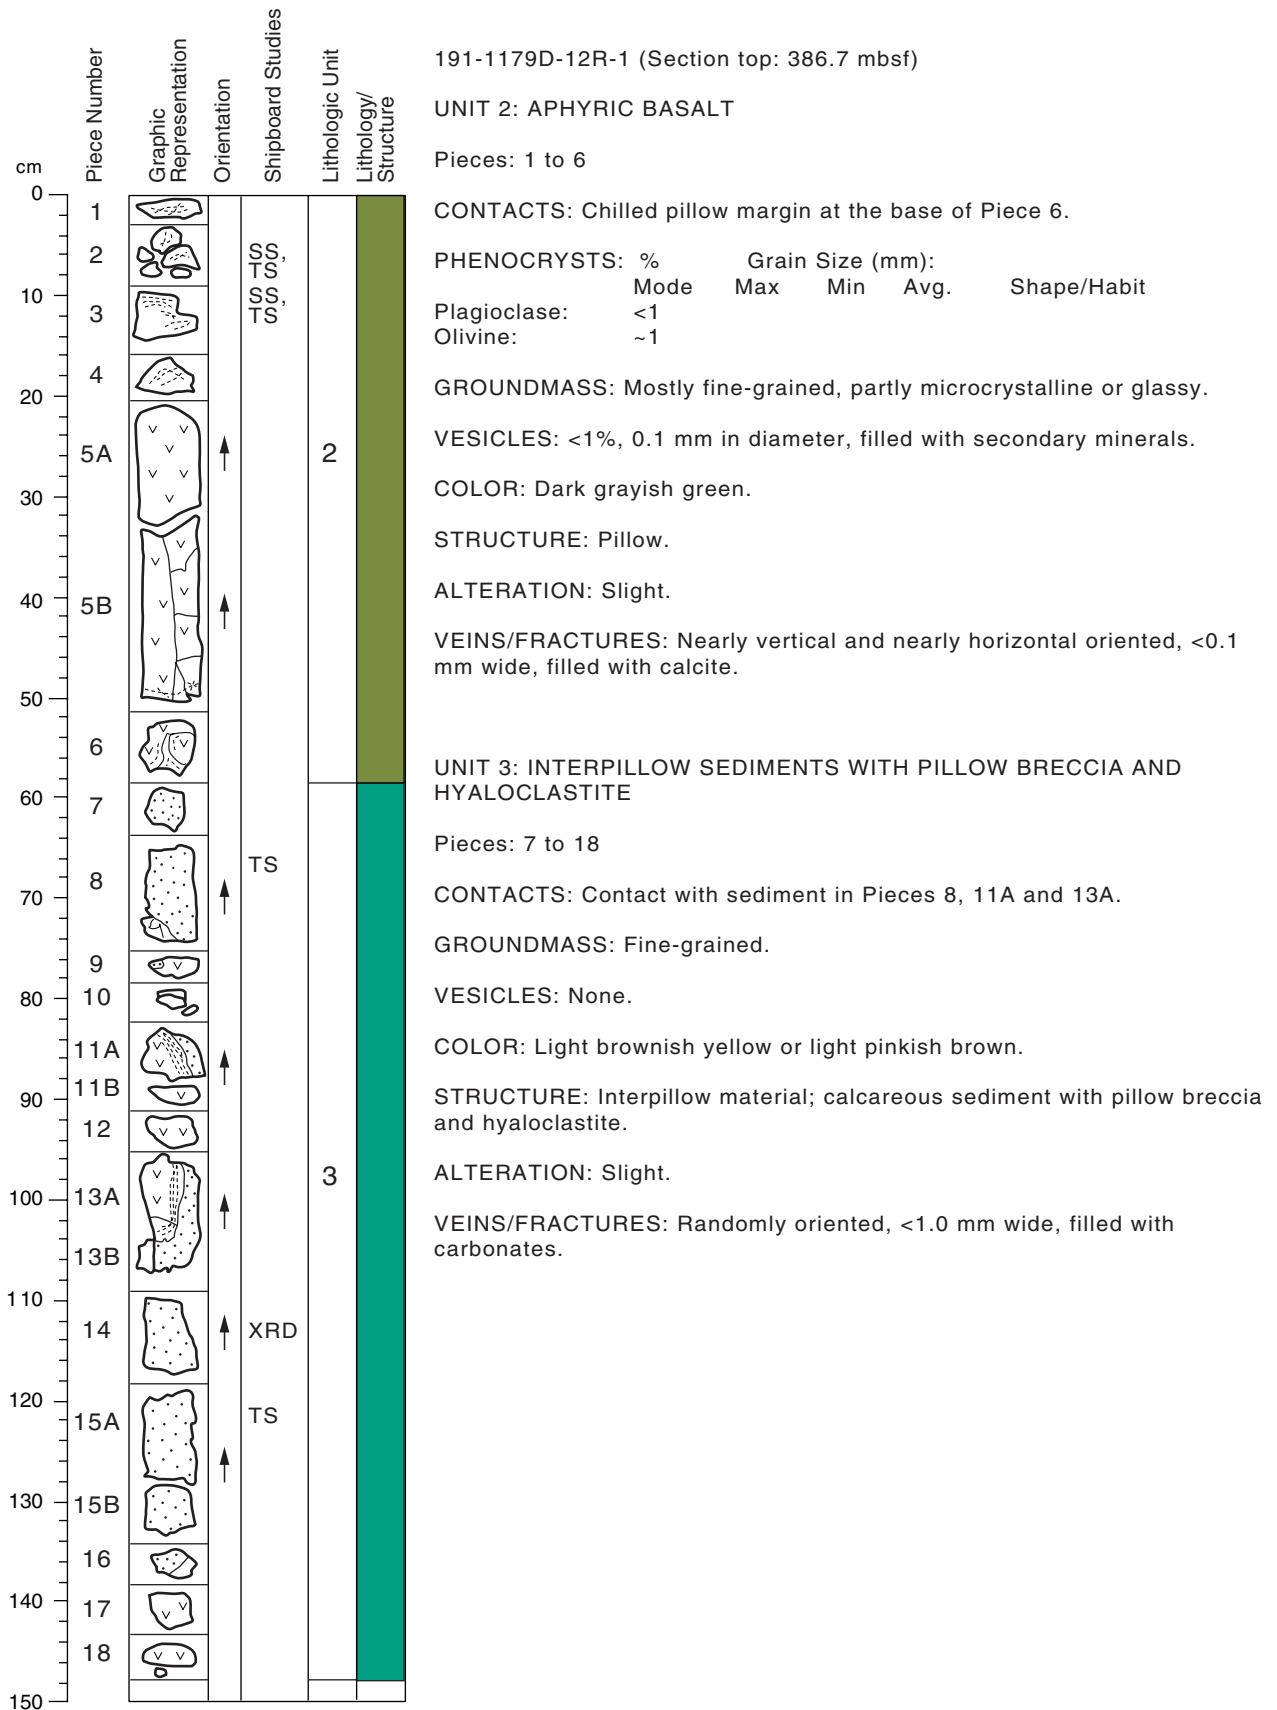 cm
Piece Number
Graphic
Representation
Orientation
Shipboard Studies
Lithologic Unit
Lithology/
Structure
0
10
20
30
40
50
60
70
80
90
100
110
120
130
140
150
1
2
3
4
5A
5B
6
7
8
9
10
11A
11B
12
13A
13B
14
15A
15B
16
17
18
SS,
TS
SS,
TS
TS
XRD
TS
2
3
191-1179D-12R-1 (Section top: 386.7 mbsf)
UNIT 2: APHYRIC BASALT
Pieces: 1 to 6
CONTACTS: Chilled pillow margin at the base of Piece 6.
PHENOCRYSTS: % Grain Size (mm):
Mode Max Min Avg. Shape/Habit
Plagioclase: <1
Olivine: ~1
GROUNDMASS: Mostly fine-grained, partly microcrystalline or glassy.
VESICLES: <1%, 0.1 mm in diameter, filled with secondary minerals.
COLOR: Dark grayish green.
STRUCTURE: Pillow.
ALTERATION: Slight.
VEINS/FRACTURES: Nearly vertical and nearly horizontal oriented, <0.1
mm wide, filled with calcite.
UNIT 3: INTERPILLOW SEDIMENTS WITH PILLOW BRECCIA AND
HYALOCLASTITE
Pieces: 7 to 18
CONTACTS: Contact with sediment in Pieces 8, 11A and 13A.
GROUNDMASS: Fine-grained.
VESICLES: None.
COLOR: Light brownish yellow or light pinkish brown.
STRUCTURE: Interpillow material; calcareous sediment with pillow breccia
and hyaloclastite.
ALTERATION: Slight.
VEINS/FRACTURES: Randomly oriented, <1.0 mm wide, filled with
carbonates.